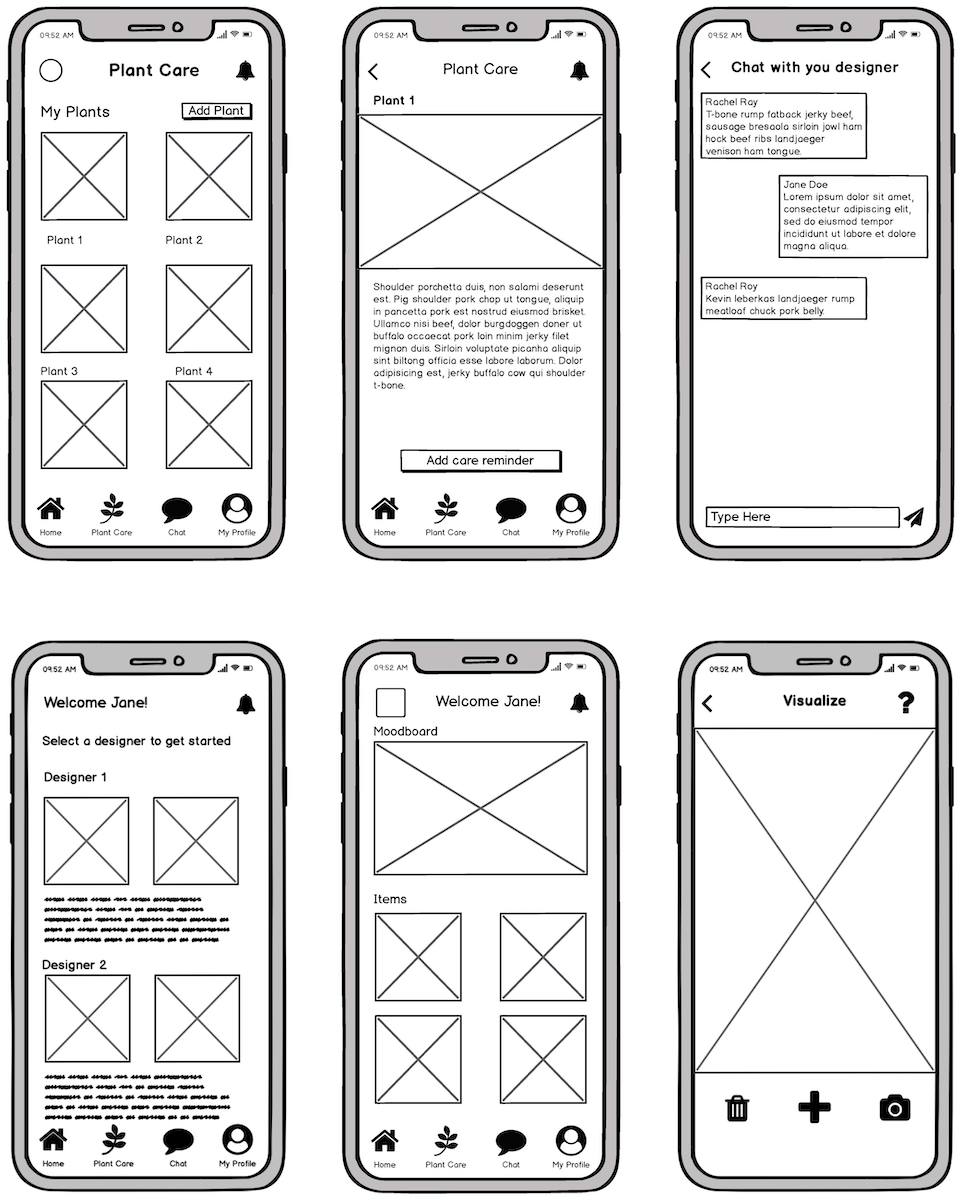 09:52 AM
Plant Care
My Plants
Add Plant
Plant 1
Plant 2
Plant 3
Plant 4
Home
Plant Care
Chat
My Profile
09:52 AM
Plant Care
Plant 1
Shoulder porchetta duis, non salami deserunt
est. Pig shoulder pork chop ut tongue, aliquip
in pancetta pork est nostrud eiusmod brisket.
Ullamco nisi beef, dolor burgdoggen doner ut
buffalo occaecat pork loin minim jerky filet
mignon duis. Sirloin voluptate picanha aliquip
sint biltong officia esse labore laborum. Dolor
adipisicing est, jerky buffalo cow qui shoulder
t-bone.
Add care reminder
Home
Plant Care
Chat
My Profile
09:52 AM
Chat with you designer
Rachel Ray
T-bone rump fatback jerky beef,
sausage bresaola sirloin jowl ham
hock beef ribs landjaeger
venison ham tongue.
Jane Doe
Lorem ipsum dolor sit amet,
consectetur adipiscing elit,
sed do eiusmod tempor
incididunt ut labore et dolore
magna aliqua.
Rachel Roy
Kevin leberkas landjaeger rump
meatloaf chuck pork belly.
Type Here
09:52 AM
Welcome Jane!
Select a designer to get started
Designer 1
Designer 2
Home
Plant Care
Chat
My Profile
09:52 AM
Welcome Jane!
Moodboard
Items
Home
Plant Care
Chat
My Profile
09:52 AM
Visualize
?